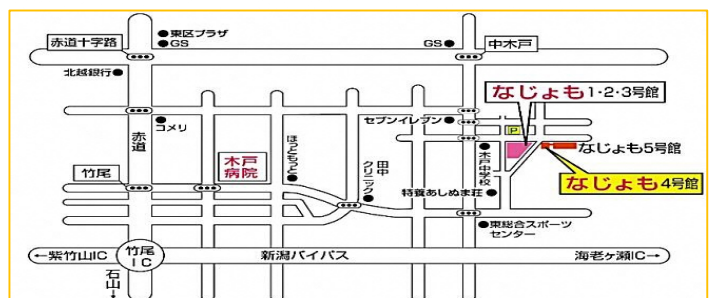 東区プラザ
赤道十字路
GS
GS
中木戸
北越銀行
なじょも1・2・3号館
コメリ
セブンイレブン
P
赤道
ほっともっと
木戸中学校
なじょも5号館
竹尾
木戸
病院
田中
クリニック
特養あしぬま荘
なじょも4号館
東総合スポーツ
センター
←紫竹山IC
竹尾
IC
新潟バイパス
海老ヶ瀬IC→
石山→